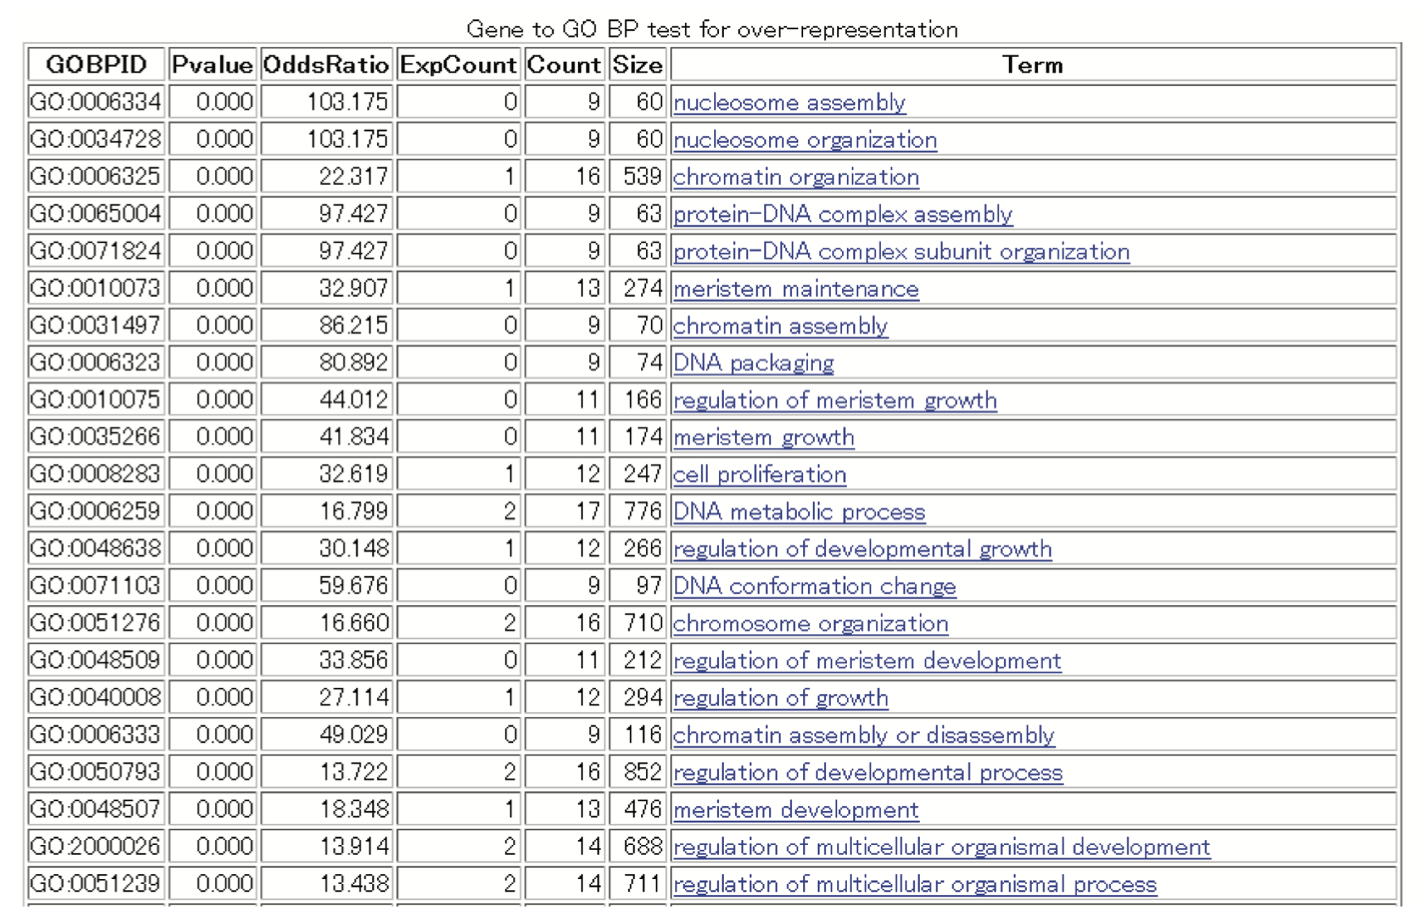 Gene to GO BP test for over-representation
GOBPID Pvalue OddsRatio ExpCount Count Size Term
GO:0006334 0.000 103.175 0 9 60 nucleosome assembly
GO:0034728 0.000 103.175 0 9 60 nucleosome organization
GO:0006325 0.000 22.317 1 16 539 chromatin organization
GO:0065004 0.000 97.427 0 9 63 protein-DNA complex assembly
GO:0071824 0.000 97.427 0 9 63 protein-DNA complex subunit organization
GO:0010073 0.000 32.907 1 13 274 meristem maintenance
GO:0031497 0.000 86.215 0 9 70 chromatin assembly
GO:0006323 0.000 80.892 0 9 74 DNA packaging
GO:0010075 0.000 44.012 0 11 166 regulation of meristem growth
GO:0035266 0.000 41.834 0 11 174 meristem growth
GO:0008283 0.000 32.619 1 12 247 cell proliferation
GO:0006259 0.000 16.799 2 17 776 DNA metabolic process
GO:0048638 0.000 30.148 1 12 266 regulation of developmental growth
GO:0071103 0.000 59.676 0 9 97 DNA conformation change
GO:0051276 0.000 16.660 2 16 710 chromosome organization
GO:0048509 0.000 33.856 0 11 212 regulation of meristem development
GO:0040008 0.000 27.114 1 12 294 regulation of growth
GO:0006333 0.000 49.029 0 9 116 chromatin assembly or disassembly
GO:0050793 0.000 13.722 2 16 852 regulation of developmental process
GO:0048507 0.000 18.348 1 13 476 meristem development
GO:2000026 0.000 13.914 2 14 688 regulation of multicellular organismal development
GO:0051239 0.000 13.438 2 14 711 regulation of multicellular organismal process